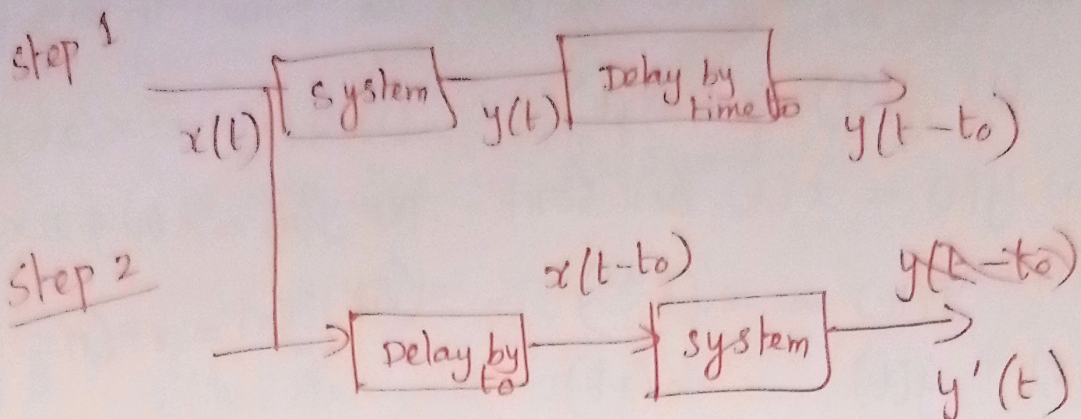 step 1
x(t) system y(t) Delay by time to y(t-to)
step 2
x(t-to) y(t-to)
Delay by to system y'(t)